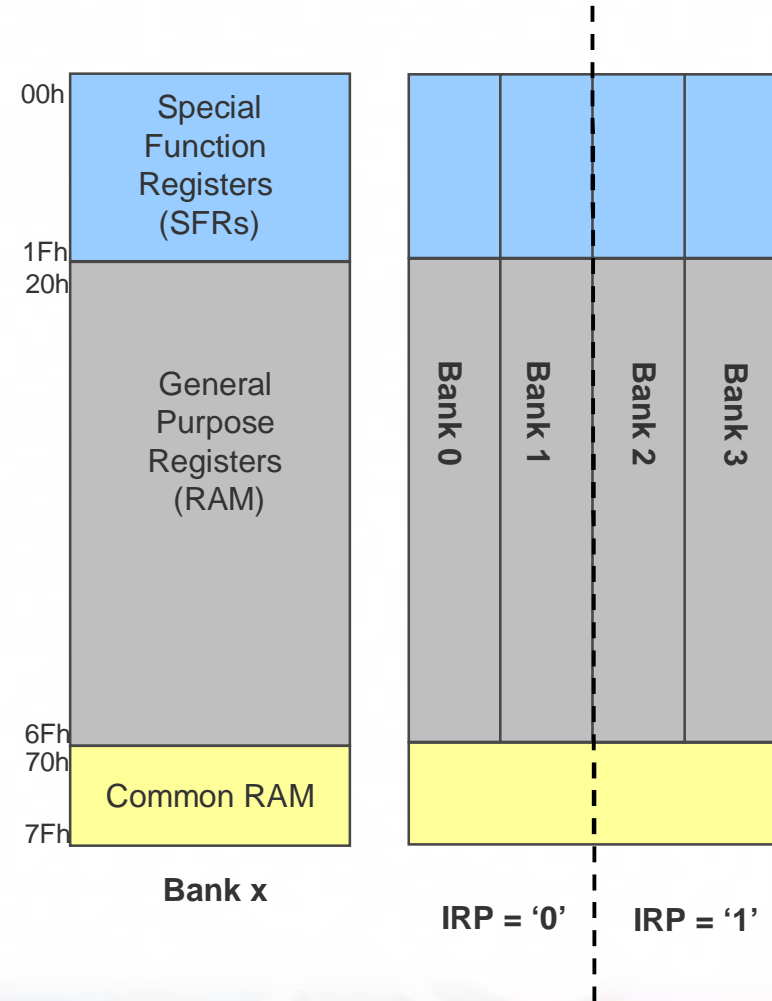 00h
Special
Function
Registers
(SFRs)
1Fh
20h
General
Purpose
Registers
(RAM)
6Fh
70h
Common RAM
7Fh
Bank x
Bank 0
Bank 1
Bank 2
Bank 3
IRP = ‘0’
IRP = ‘1’